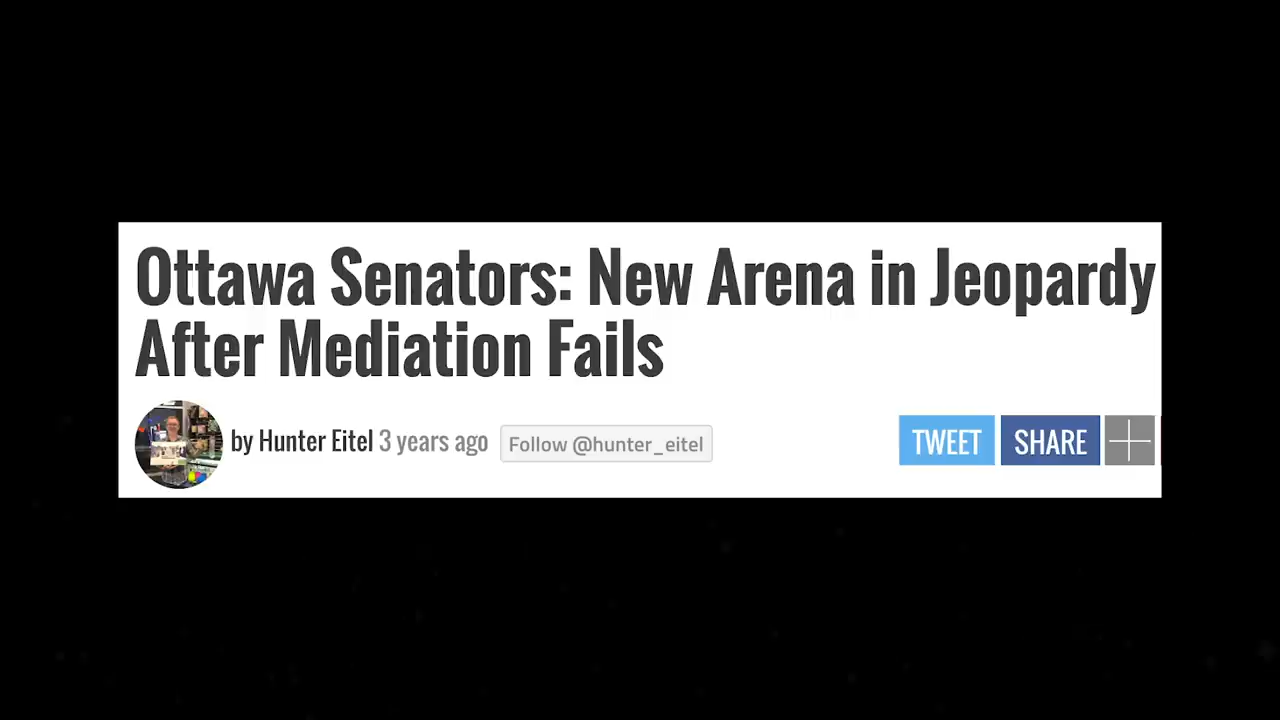 Ottawa Senators: New Arena in Jeopardy
After Mediation Fails
by Hunter Eitel 3 years ago Follow @hunter_eitel TWEET SHARE